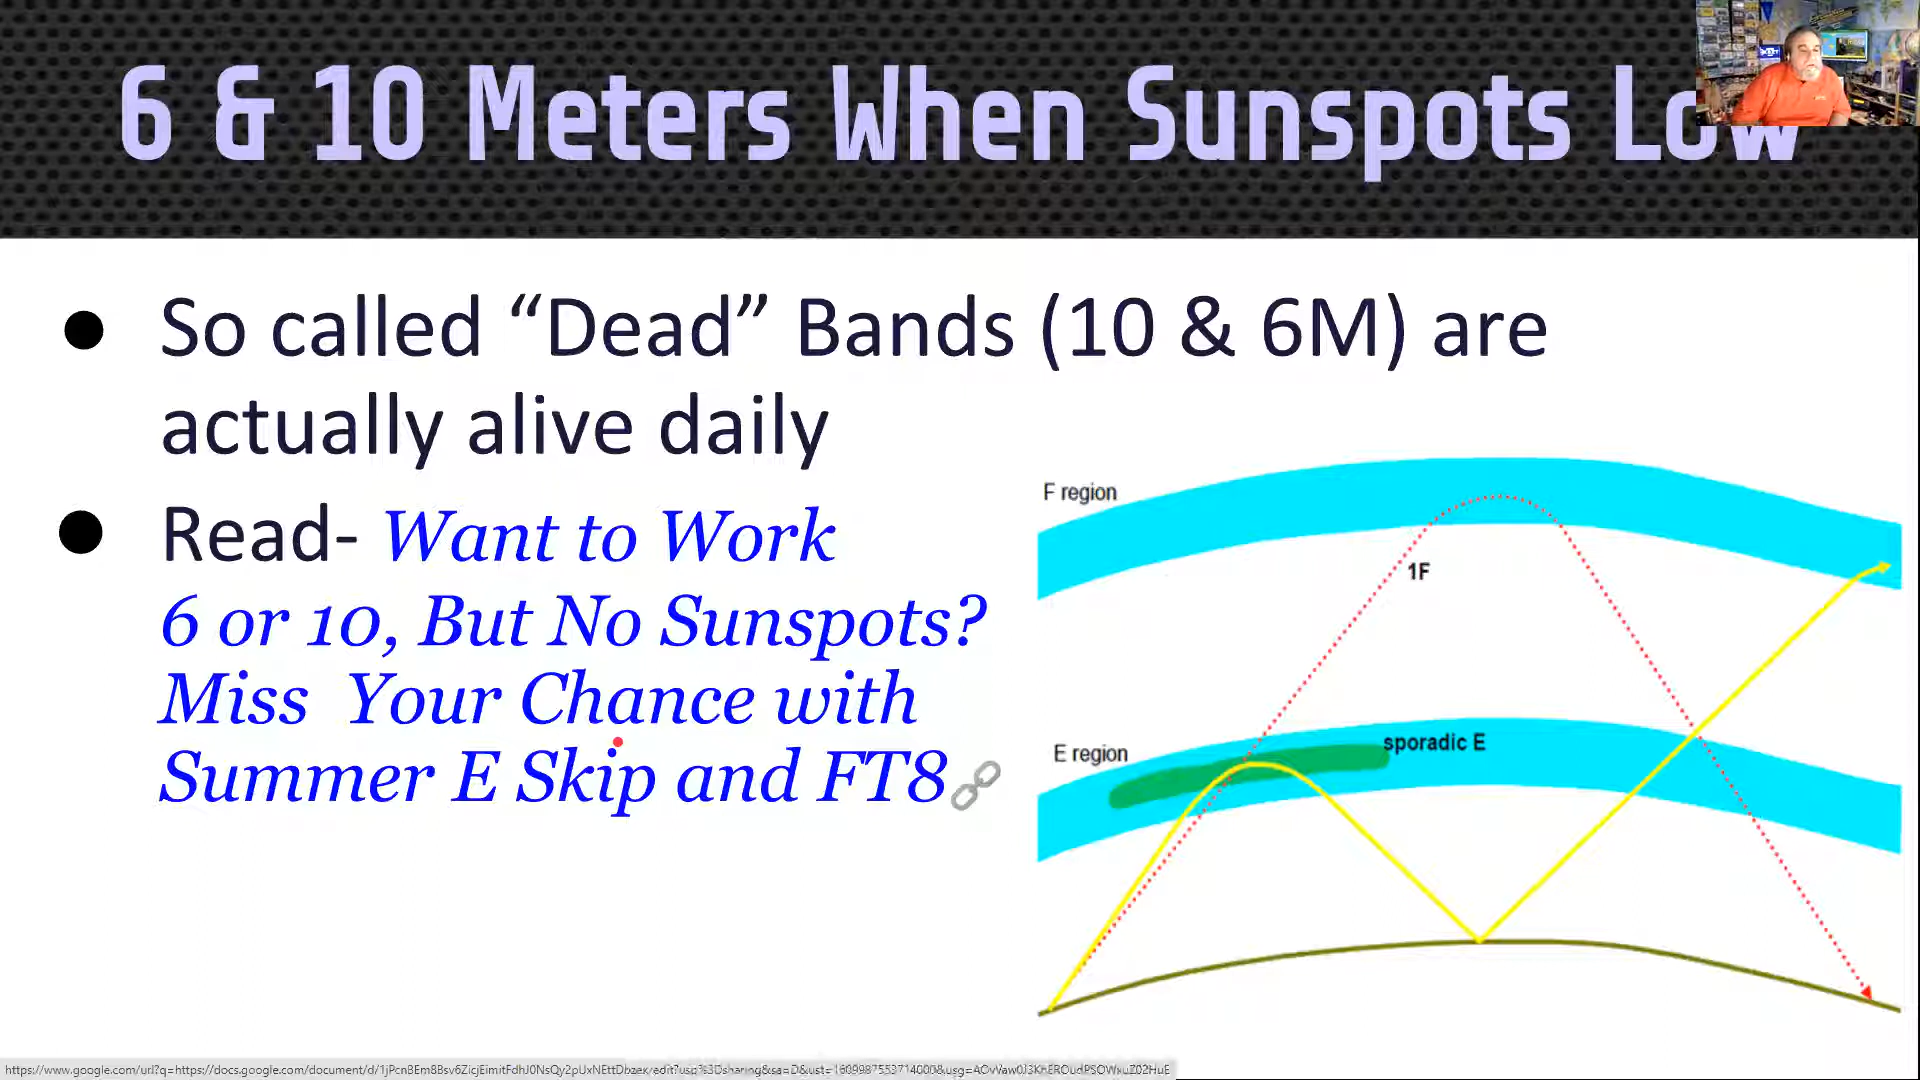 6 & 10 Meters When Sunspots Low
● So called “Dead” Bands (10 & 6M) are
actually alive daily
● Read- Want to Work
6 or 10, But No Sunspots?
Miss Your Chance with
Summer E Skip and FT8
F region
1F
E region
sporadic E